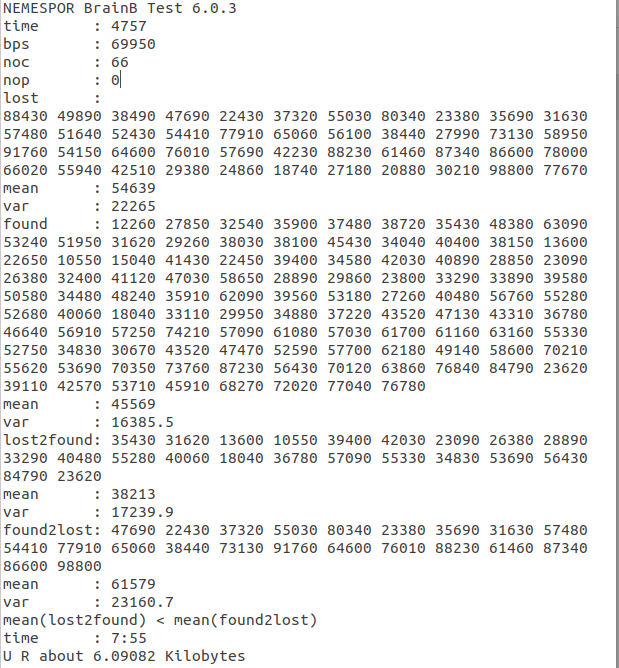 NEMESPOR BrainB Test 6.0.3
time      : 4757
bps       : 69950
noc       : 66
nop       : 0
lost      :
88430 49890 38490 47690 22430 37320 55030 80340 23380 35690 31630
57480 51640 52430 54410 77910 65060 56100 38440 27990 73130 58950
91760 54150 64600 76010 57690 42230 88230 61460 87340 86600 78000
66020 55940 42510 29380 24860 18740 27180 20880 30210 98800 77670
mean      : 54639
var       : 22265
found     : 12260 27850 32540 35900 37480 38720 35430 48380 63090
53240 51950 31620 29260 38030 38100 45430 34040 40400 38150 13600
22650 10550 15040 41430 22450 39400 34580 42030 40890 28850 23090
26380 32400 41120 47030 58650 28890 29860 23800 33290 33890 39580
50580 34480 48240 35910 62090 39560 53180 27260 40480 56760 55280
52680 40060 18040 33110 29950 34880 37220 43520 47130 43310 36780
46640 56910 57250 74210 57090 61080 57030 61700 61160 63160 55330
52750 34830 30670 43520 47470 52590 57700 62180 49140 58600 70210
55620 53690 70350 73760 87230 56430 70120 63860 76840 84790 23620
39110 42570 53710 45910 68270 72020 77040 76780
mean      : 45569
var       : 16385.5
lost2found: 35430 31620 13600 10550 39400 42030 23090 26380 28890
33290 40480 55280 40060 18040 36780 57090 55330 34830 53690 56430
84790 23620
mean      : 38213
var       : 17239.9
found2lost: 47690 22430 37320 55030 80340 23380 35690 31630 57480
54410 77910 65060 38440 73130 91760 64600 76010 88230 61460 87340
86600 98800
mean      : 61579
var       : 23160.7
mean(lost2found) < mean(found2lost)
time      : 7:55
U R about 6.09082 Kilobytes